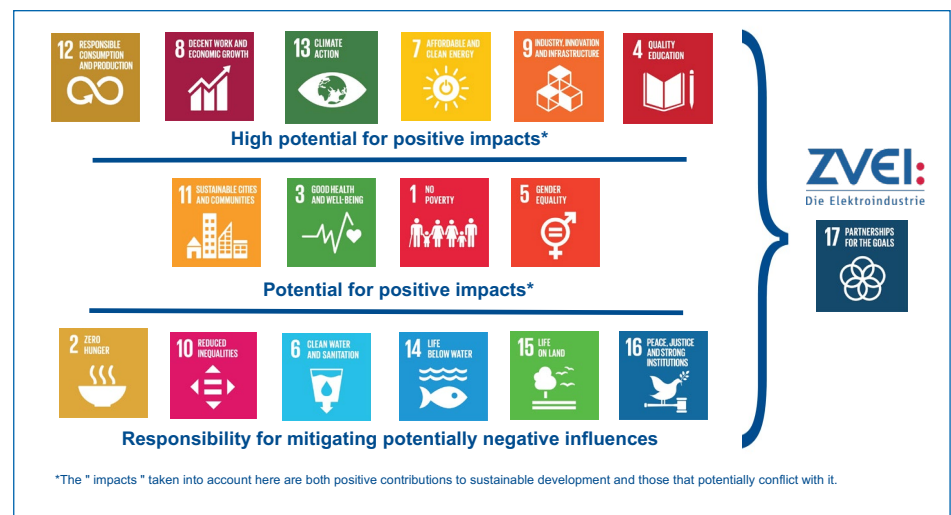 12 RESPONSIBLE
CONSUMPTION
AND PRODUCTION
8 DECENT WORK AND
ECONOMIC GROWTH
13 CLIMATE
ACTION
7 AFFORDABLE AND
CLEAN ENERGY
9 INDUSTRY, INNOVATION
AND INFRASTRUCTURE
4 QUALITY
EDUCATION
High potential for positive impacts*
11 SUSTAINABLE CITIES
AND COMMUNITIES
3 GOOD HEALTH
AND WELL-BEING
1 NO
POVERTY
5 GENDER
EQUALITY
Potential for positive impacts*
2 ZERO
HUNGER
10 REDUCED
INEQUALITIES
6 CLEAN WATER
AND SANITATION
14 LIFE
BELOW WATER
15 LIFE
ON LAND
16 PEACE, JUSTICE
AND STRONG
INSTITUTIONS
Responsibility for mitigating potentially negative influences
ZVEI:
Die Elektroindustrie
17 PARTNERSHIPS
FOR THE GOALS
*The " impacts " taken into account here are both positive contributions to sustainable development and those that potentially conflict with it.